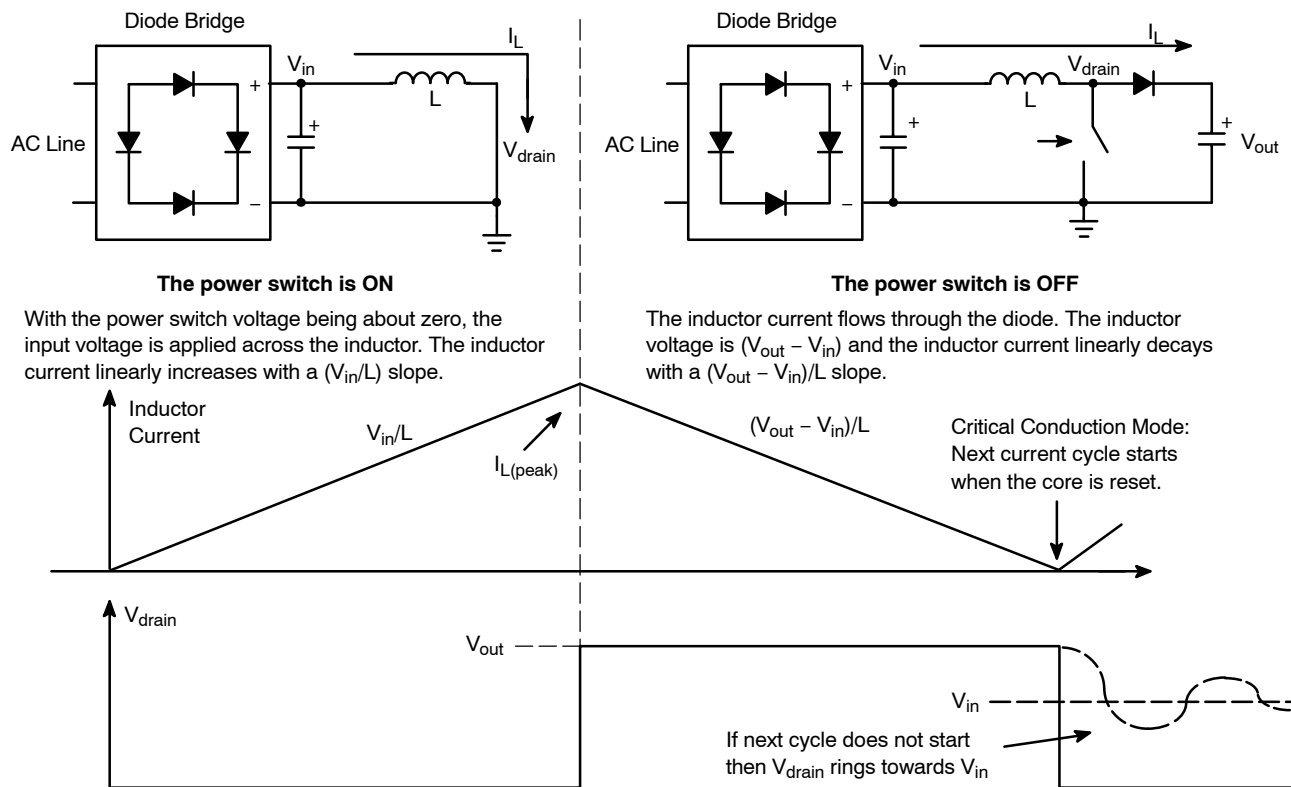 Diode Bridge
AC Line
+
−
V_in
+
L
I_L
V_drain
The power switch is ON
With the power switch voltage being about zero, the
input voltage is applied across the inductor. The inductor
current linearly increases with a (V_in/L) slope.
Diode Bridge
AC Line
+
−
V_in
+
L
I_L
V_drain
+
V_out
The power switch is OFF
The inductor current flows through the diode. The inductor
voltage is (V_out − V_in) and the inductor current linearly decays
with a (V_out − V_in)/L slope.
Inductor
Current
V_in/L
I_L(peak)
(V_out − V_in)/L
Critical Conduction Mode:
Next current cycle starts
when the core is reset.
V_drain
V_out
V_in
If next cycle does not start
then V_drain rings towards V_in